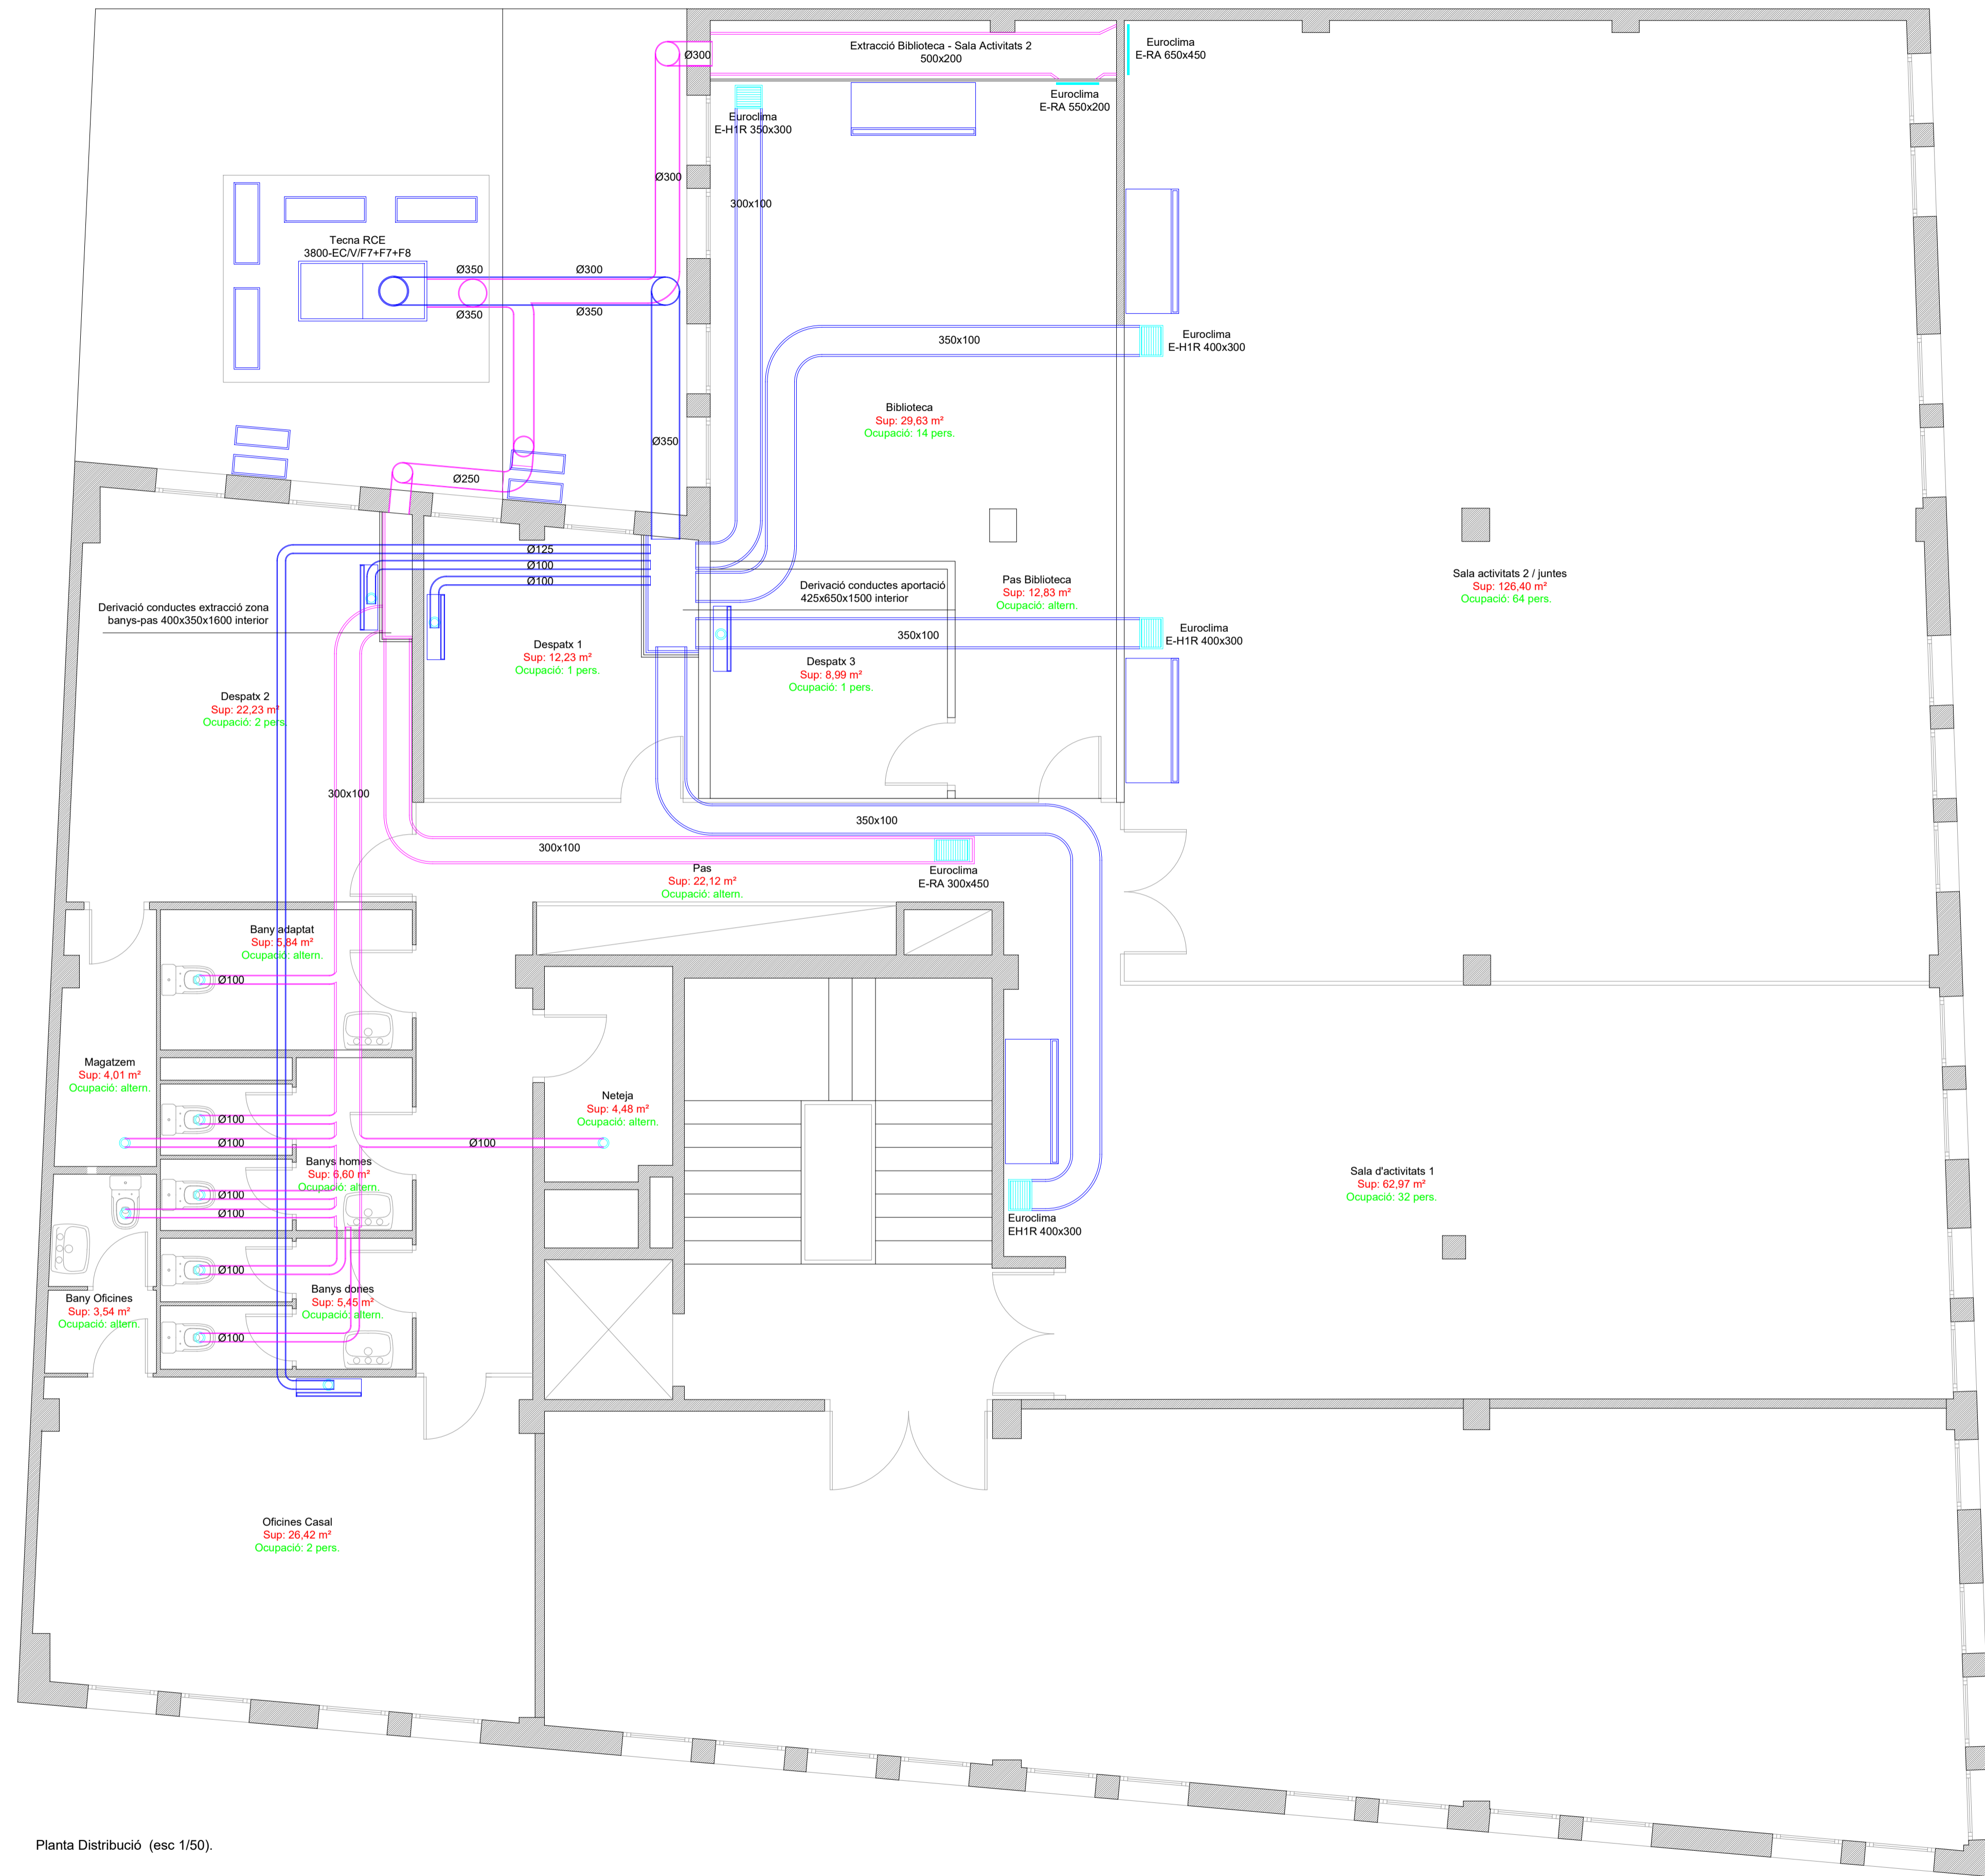 Extracció Biblioteca - Sala Activitats 2
500x200
Euroclima
E-RA 650x450
Ø300
Euroclima
E-RA 550x200
Euroclima
E-H1R 350x300
Ø300
300x100
Tecna RCE
3800-EC/V/F7+F7+F8
Ø350
Ø300
Ø350
Ø350
350x100
Euroclima
E-H1R 400x300
Biblioteca
Sup: 29,63 m²
Ocupació: 14 pers.
Ø350
Ø250
Ø125
Ø100
Ø100
Derivació conductes aportació
425x650x1500 interior
Pas Biblioteca
Sup: 12,83 m²
Ocupació: altern.
Sala activitats 2 / juntes
Sup: 126,40 m²
Ocupació: 64 pers.
Derivació conductes extracció zona
banys-pas 400x350x1600 interior
350x100
Euroclima
E-H1R 400x300
Despatx 1
Sup: 12,23 m²
Ocupació: 1 pers.
Despatx 3
Sup: 8,99 m²
Ocupació: 1 pers.
Despatx 2
Sup: 22,23 m²
Ocupació: 2 pers.
300x100
350x100
300x100
Pas
Sup: 22,12 m²
Ocupació: altern.
Euroclima
E-RA 300x450
Bany adaptat
Sup: 5,84 m²
Ocupació: altern.
Ø100
Magatzem
Sup: 4,01 m²
Ocupació: altern.
Neteja
Sup: 4,48 m²
Ocupació: altern.
Ø100
Ø100
Ø100
Banys homes
Sup: 6,60 m²
Ocupació: altern.
Sala d'activitats 1
Sup: 62,97 m²
Ocupació: 32 pers.
Ø100
Ø100
Euroclima
EH1R 400x300
Ø100
Banys dones
Sup: 5,45 m²
Ocupació: altern.
Bany Oficines
Sup: 3,54 m²
Ocupació: altern.
Ø100
Oficines Casal
Sup: 26,42 m²
Ocupació: 2 pers.
Planta Distribució (esc 1/50).